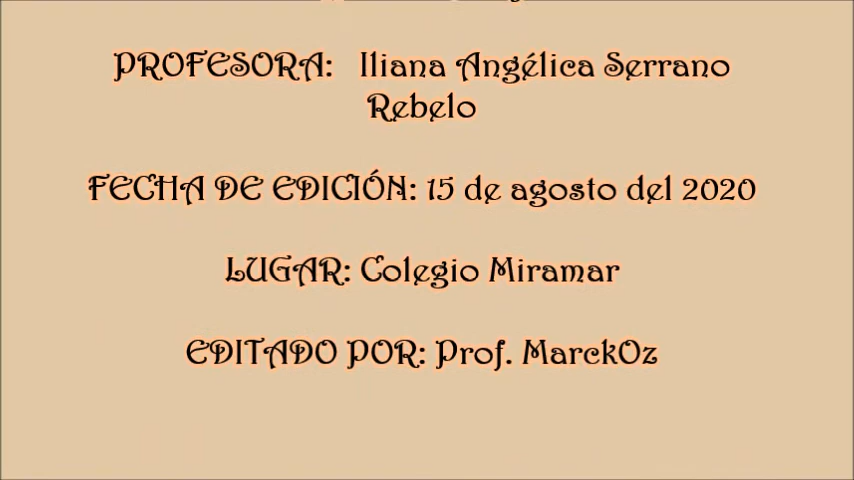 PROFESORA: Iliana Angélica Serrano
Rebelo
FECHA DE EDICIÓN: 15 de agosto del 2020
LUGAR: Colegio Miramar
EDITADO POR: Prof. MarckOz